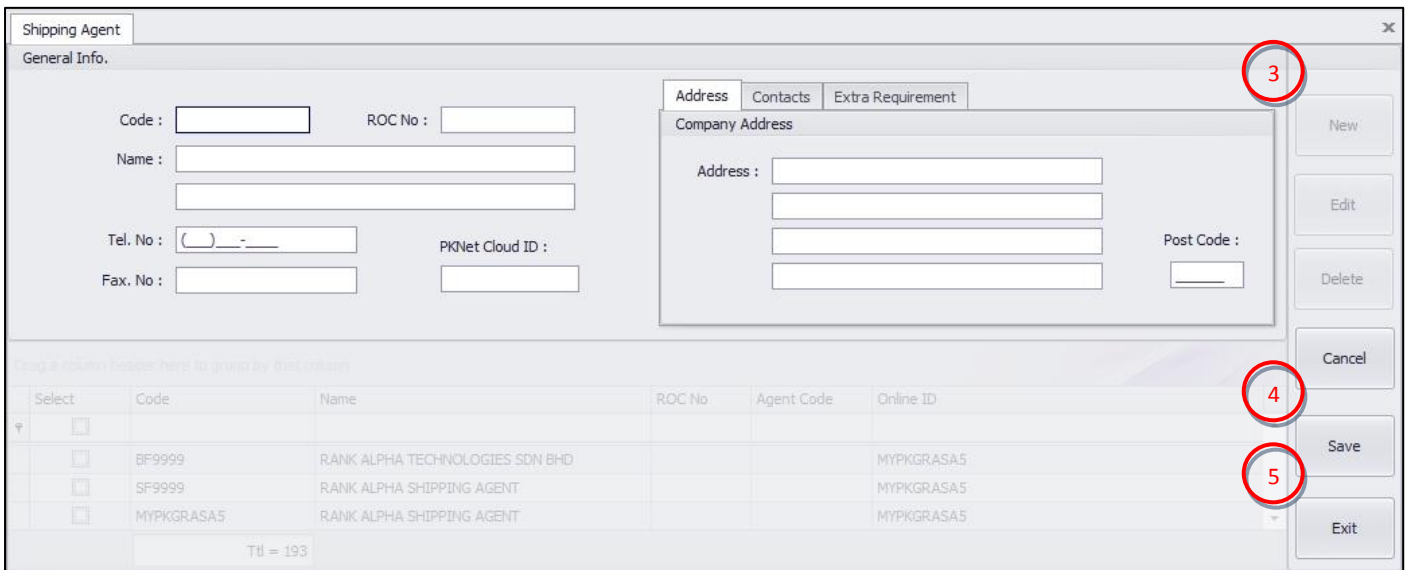 Shipping Agent
General Info.
3
Address Contacts Extra Requirement
Code : ROC No : Company Address New
Name : Address :
Edit
Tel. No : (__)___-____ PKNet Cloud ID : Post Code :
Fax. No : ______ Delete
Drag a column header here to group by that column Cancel
4
Select Code Name ROC No Agent Code Online ID
Save
BF9999 RANK ALPHA TECHNOLOGIES SDN BHD MYPKGRASA5
5
SF9999 RANK ALPHA SHIPPING AGENT MYPKGRASA5
MYPKGRASA5 RANK ALPHA SHIPPING AGENT MYPKGRASA5
Exit
Ttl = 193